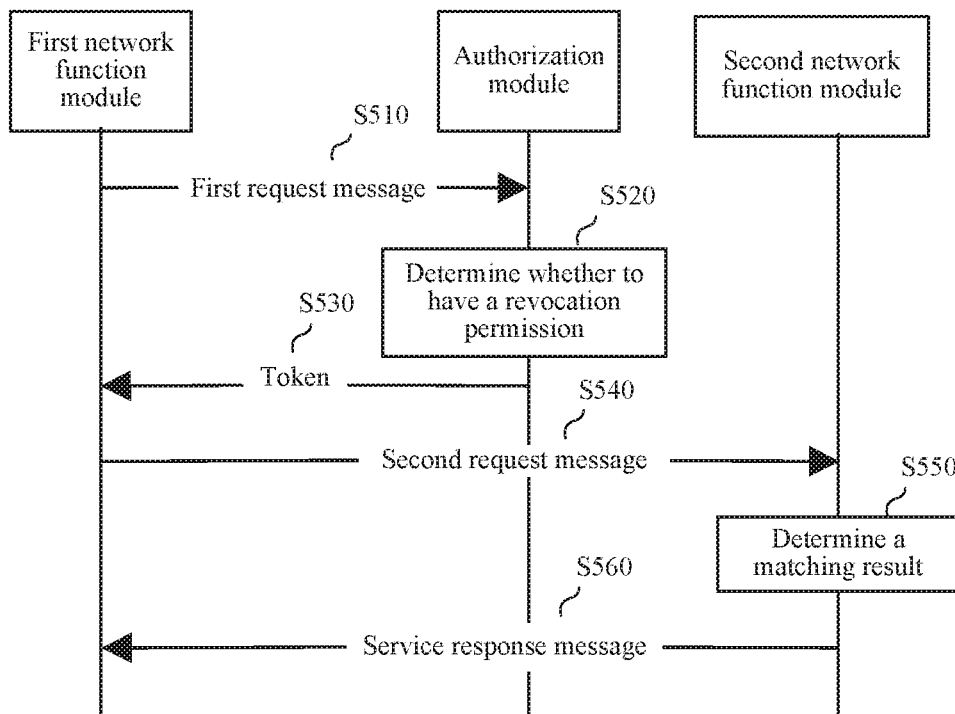 First network
function
module
Authorization
module
Second network
function module
S510
First request message
S520
Determine whether to
have a revocation
permission
S530
Token
S540
Second request message
S550
Determine a
matching result
S560
Service response message